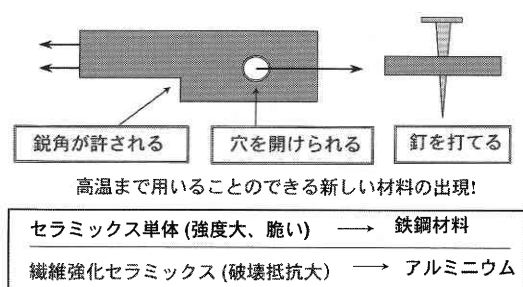 鋭角が許される
穴を開けられる
釘を打てる
高温まで用いることのできる新しい材料の出現!
セラミックス単体 (強度大、脆い) → 鉄鋼材料
繊維強化セラミックス (破壊抵抗大) → アルミニウム